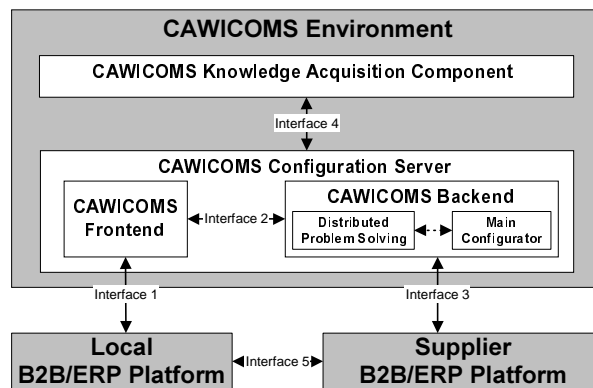 CAWICOMS Environment
CAWICOMS Knowledge Acquisition Component
Interface 4
CAWICOMS Configuration Server
CAWICOMS
Frontend
Interface 2
CAWICOMS Backend
Distributed
Problem Solving
Main
Configurator
Interface 1
Interface 3
Local
B2B/ERP Platform
Interface 5
Supplier
B2B/ERP Platform